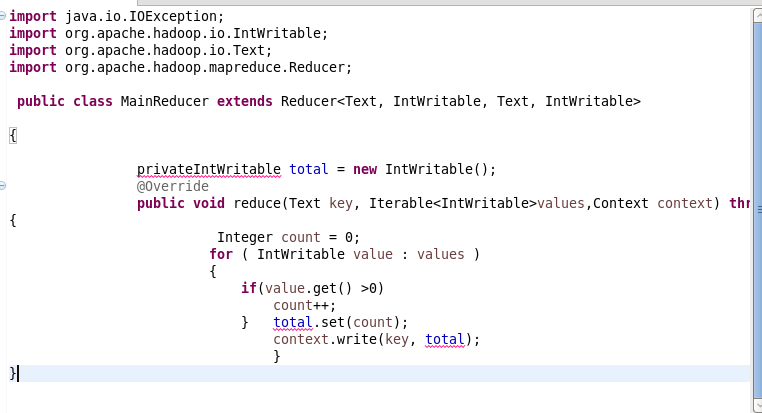 import java.io.IOException;
import org.apache.hadoop.io.IntWritable;
import org.apache.hadoop.io.Text;
import org.apache.hadoop.mapreduce.Reducer;
public class MainReducer extends Reducer<Text, IntWritable, Text, IntWritable>
{
privateIntWritable total = new IntWritable();
@Override
public void reduce(Text key, Iterable<IntWritable>values,Context context) thr
{
Integer count = 0;
for ( IntWritable value : values )
{
if(value.get() >0)
count++;
}   total.set(count);
context.write(key, total);
}
}